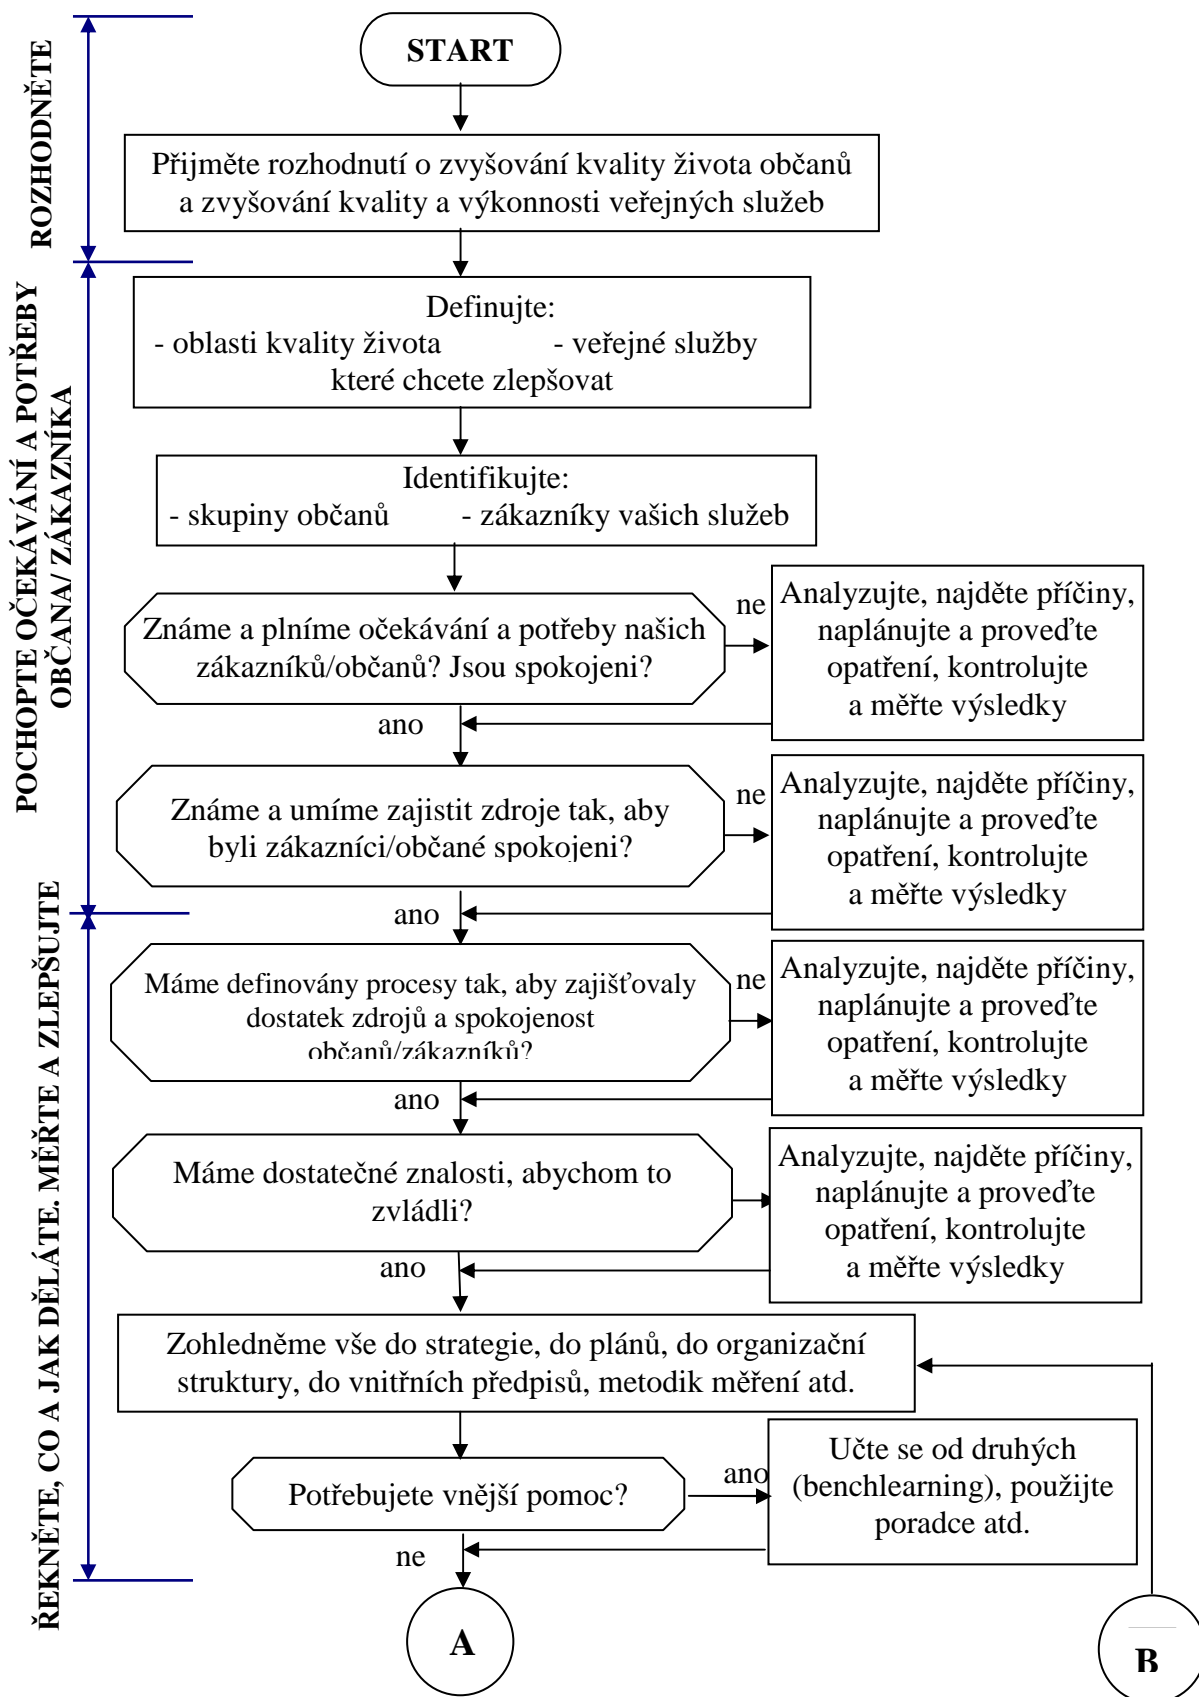 START
ROZHODNĚTE
Přijměte rozhodnutí o zvyšování kvality života občanů
a zvyšování kvality a výkonnosti veřejných služeb
POCHOPTE OČEKÁVÁNÍ A POTŘEBY
OBČANA/ ZÁKAZNÍKA
Definujte:
- oblasti kvality života - veřejné služby
které chcete zlepšovat
Identifikujte:
- skupiny občanů - zákazníky vašich služeb
Známe a plníme očekávání a potřeby našich
zákazníků/občanů? Jsou spokojeni?
ne
Analyzujte, najděte příčiny,
naplánujte a proveďte
opatření, kontrolujte
a měřte výsledky
ano
Známe a umíme zajistit zdroje tak, aby
byli zákazníci/občané spokojeni?
ne
Analyzujte, najděte příčiny,
naplánujte a proveďte
opatření, kontrolujte
a měřte výsledky
ano
ŘEKNĚTE, CO A JAK DĚLÁTE. MĚŘTE A ZLEPŠUJTE
Máme definovány procesy tak, aby zajišťovaly
dostatek zdrojů a spokojenost
občanů/zákazníků?
ne
Analyzujte, najděte příčiny,
naplánujte a proveďte
opatření, kontrolujte
a měřte výsledky
ano
Máme dostatečné znalosti, abychom to
zvládli?
Analyzujte, najděte příčiny,
naplánujte a proveďte
opatření, kontrolujte
a měřte výsledky
ano
Zohledněme vše do strategie, do plánů, do organizační
struktury, do vnitřních předpisů, metodik měření atd.
Potřebujete vnější pomoc?
ano
Učte se od druhých
(benchlearning), použijte
poradce atd.
ne
A
B